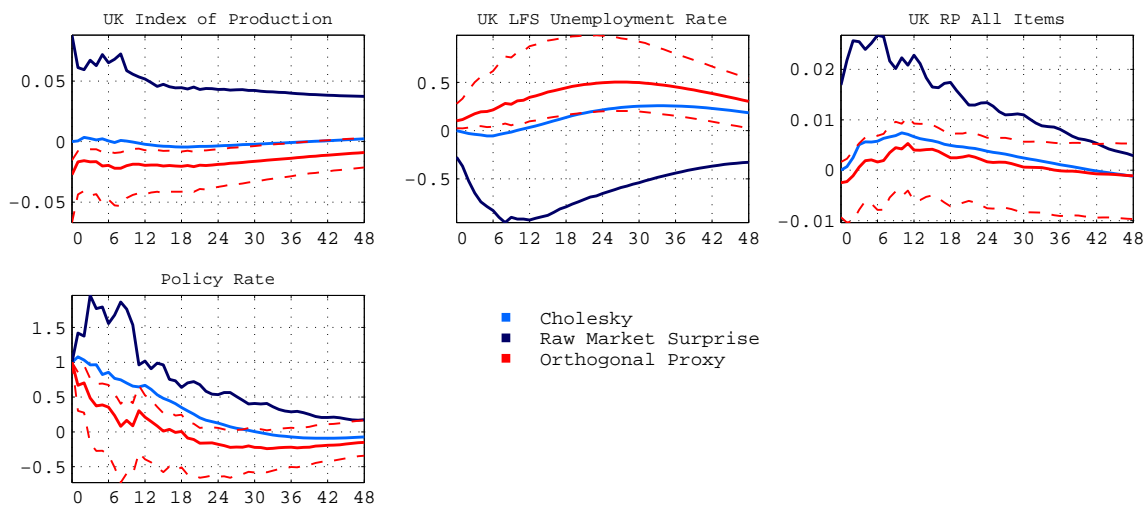 UK Index of Production
0.05
0
−0.05
0 6 12 18 24 30 36 42 48
UK LFS Unemployment Rate
0.5
0
−0.5
0 6 12 18 24 30 36 42 48
UK RP All Items
0.02
0.01
0
−0.01
0 6 12 18 24 30 36 42 48
Policy Rate
1.5
1
0.5
0
−0.5
0 6 12 18 24 30 36 42 48
Cholesky
Raw Market Surprise
Orthogonal Proxy